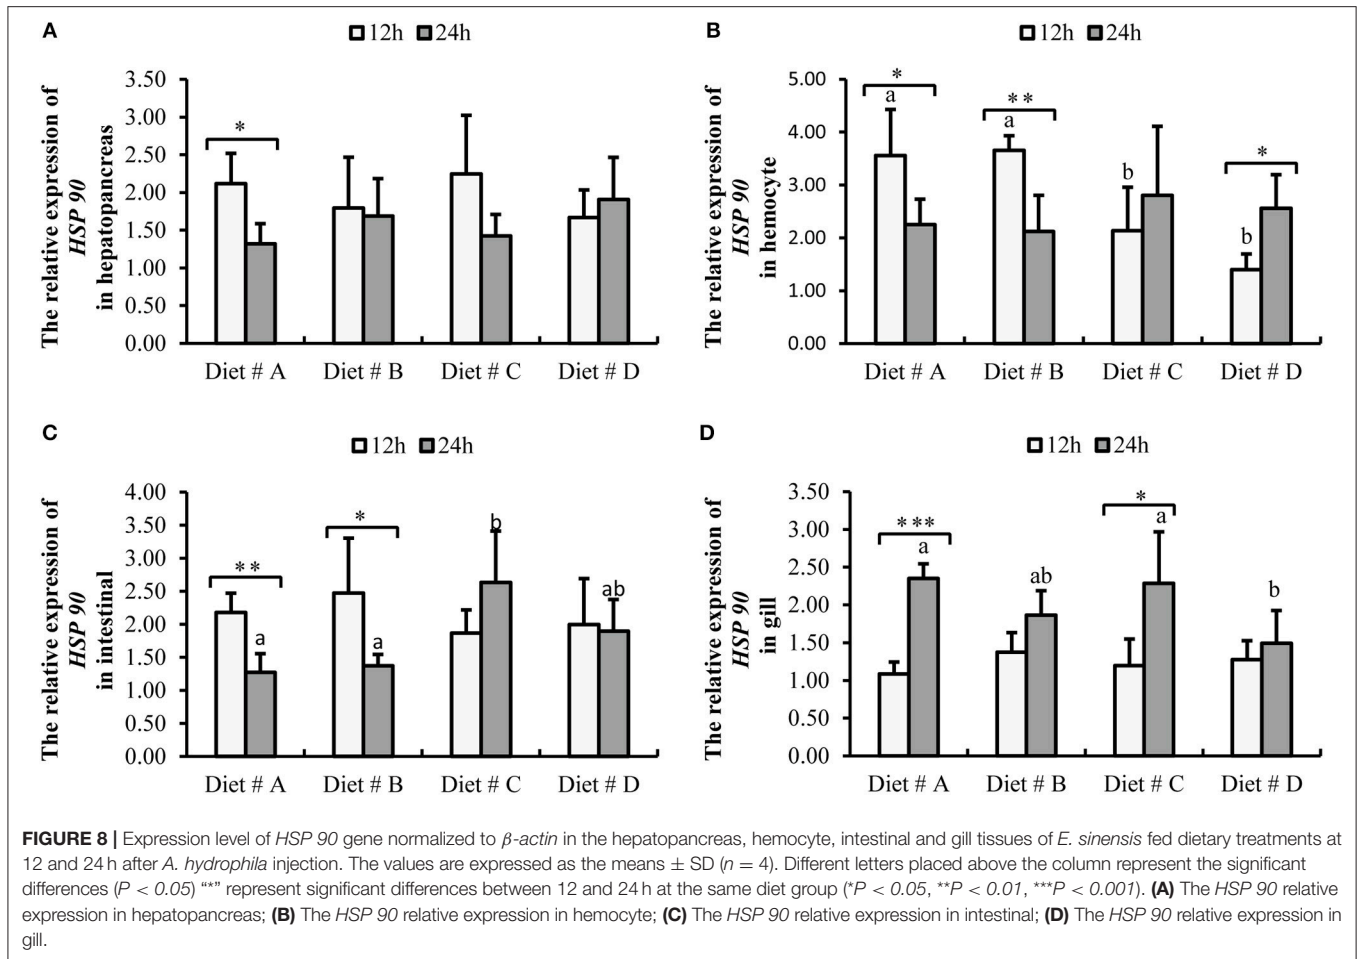 A
12h 24h
The relative expression of
HSP 90
in hepatopancreas
3.50
3.00
2.50
2.00
1.50
1.00
0.50
0.00
*
Diet # A Diet # B Diet # C Diet # D
B
12h 24h
The relative expression of
HSP 90
in hemocyte
5.00
4.00
3.00
2.00
1.00
0.00
*
a
**
a
b
*
b
Diet # A Diet # B Diet # C Diet # D
C
12h 24h
The relative expression of
HSP 90
in intestinal
4.00
3.50
3.00
2.50
2.00
1.50
1.00
0.50
0.00
**
a
*
a
b
ab
Diet # A Diet # B Diet # C Diet # D
D
12h 24h
The relative expression of
HSP 90
in gill
3.50
3.00
2.50
2.00
1.50
1.00
0.50
0.00
***
a
ab
*
a
b
Diet # A Diet # B Diet # C Diet # D
FIGURE 8 | Expression level of HSP 90 gene normalized to β-actin in the hepatopancreas, hemocyte, intestinal and gill tissues of E. sinensis fed dietary treatments at
12 and 24 h after A. hydrophila injection. The values are expressed as the means ± SD (n = 4). Different letters placed above the column represent the significant
differences (P < 0.05) “*” represent significant differences between 12 and 24 h at the same diet group (*P < 0.05, **P < 0.01, ***P < 0.001). (A) The HSP 90 relative
expression in hepatopancreas; (B) The HSP 90 relative expression in hemocyte; (C) The HSP 90 relative expression in intestinal; (D) The HSP 90 relative expression in
gill.